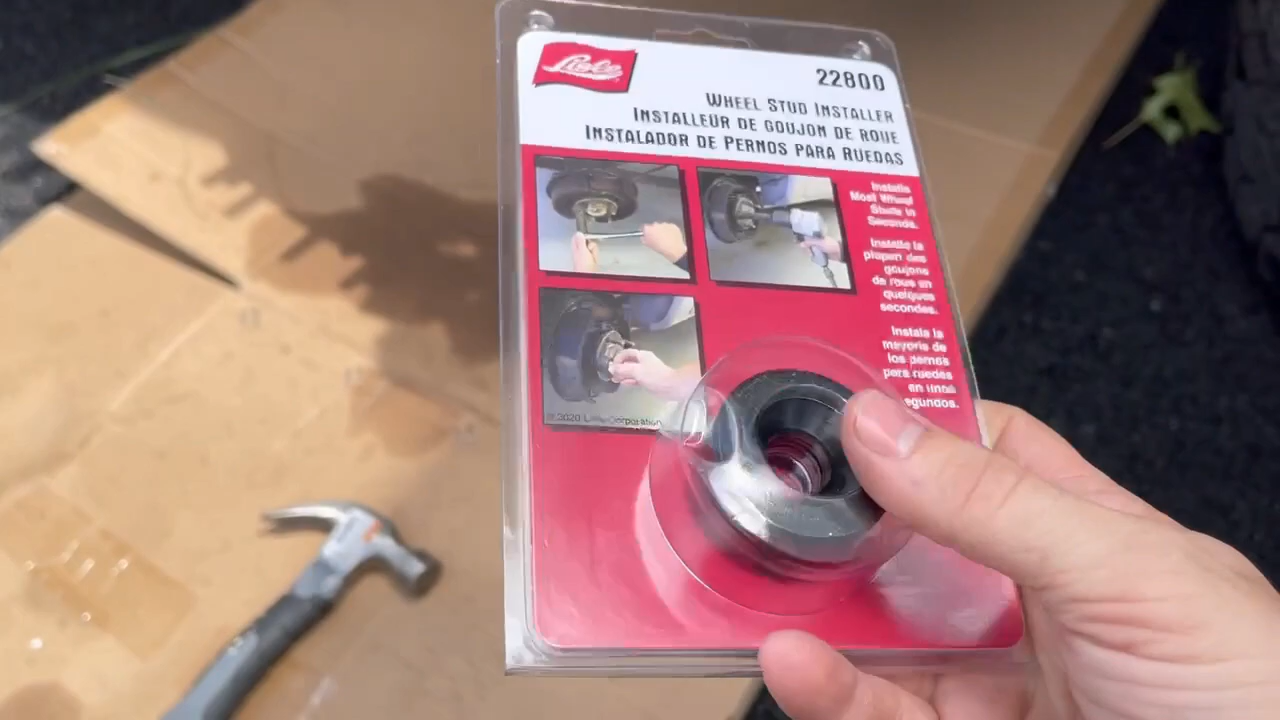 Lisle
22800
WHEEL STUD INSTALLER
INSTALLEUR DE GOUJON DE ROUE
INSTALADOR DE PERNOS PARA RUEDAS
Installs
Most Wheel
Studs in
Seconds.
Installe la
plupart des
goujons
de roue en
quelques
secondes.
Instala la
mayoría de
los pernos
para ruedas
en unos
segundos.
Corporation